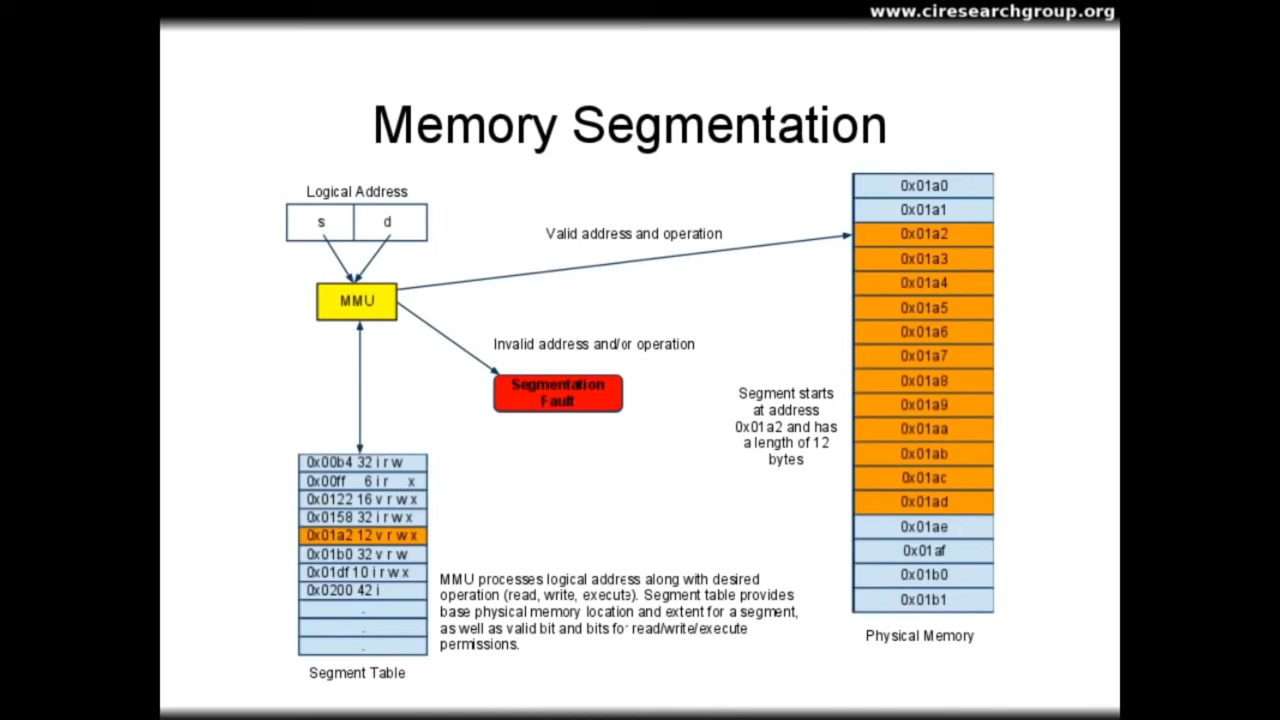 www.ciresearchgroup.org
Memory Segmentation
Logical Address
s d
MMU
Valid address and operation
Invalid address and/or operation
Segmentation
Fault
0x00b4 32 i r w
0x00ff 6 i r x
0x0122 16 v r w x
0x0158 32 i r w x
0x01a2 12 v r w x
0x01b0 32 v r w
0x01df 10 i r w x
0x0200 42 i
.
.
.
Segment Table
MMU processes logical address along with desired
operation (read, write, execute). Segment table provides
base physical memory location and extent for a segment,
as well as valid bit and bits for read/write/execute
permissions.
Segment starts
at address
0x01a2 and has
a length of 12
bytes
0x01a0
0x01a1
0x01a2
0x01a3
0x01a4
0x01a5
0x01a6
0x01a7
0x01a8
0x01a9
0x01aa
0x01ab
0x01ac
0x01ad
0x01ae
0x01af
0x01b0
0x01b1
Physical Memory